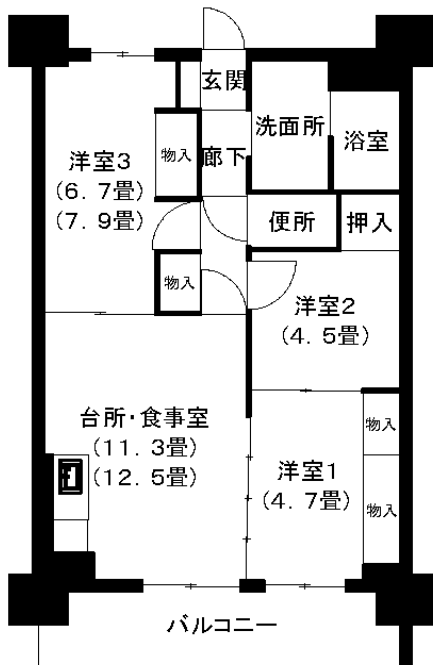 玄関
洗面所
浴室
物入
廊下
洋室3
(6.7畳)
(7.9畳)
便所
押入
物入
洋室2
(4.5畳)
台所・食事室
(11.3畳)
(12.5畳)
物入
洋室1
(4.7畳)
物入
バルコニー